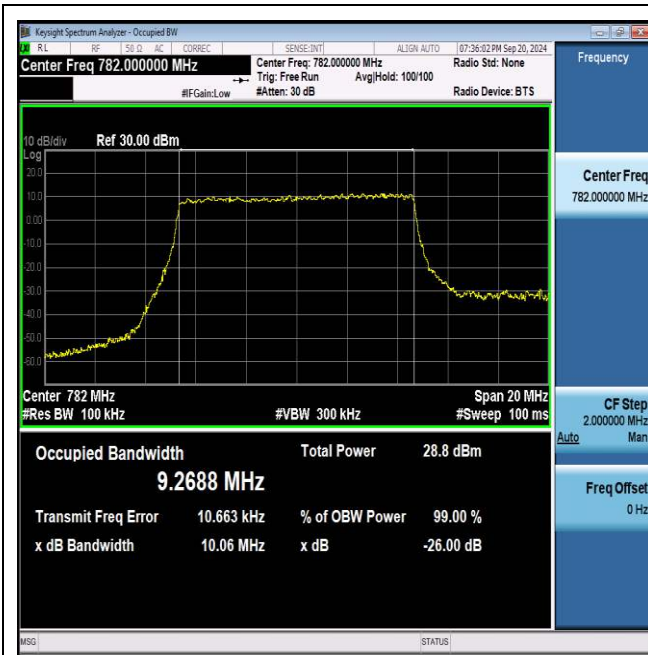 Keysight Spectrum Analyzer - Occupied BW
RL RF 50 Ω AC CORREC SENSE:INT ALIGN AUTO 07:36:02 PM Sep 20, 2024
Center Freq 782.000000 MHz Center Freq: 782.000000 MHz Radio Std: None
Trig: Free Run Avg|Hold: 100/100
#IFGain:Low #Atten: 30 dB Radio Device: BTS
10 dB/div Ref 30.00 dBm
Log
20.0
10.0
0.00
-10.0
-20.0
-30.0
-40.0
-50.0
-60.0
Center 782 MHz Span 20 MHz
#Res BW 100 kHz #VBW 300 kHz #Sweep 100 ms
Occupied Bandwidth Total Power 28.8 dBm
9.2688 MHz
Transmit Freq Error 10.663 kHz % of OBW Power 99.00 %
x dB Bandwidth 10.06 MHz x dB -26.00 dB
MSG STATUS
Frequency
Center Freq
782.000000 MHz
CF Step
2.000000 MHz
Auto Man
Freq Offset
0 Hz